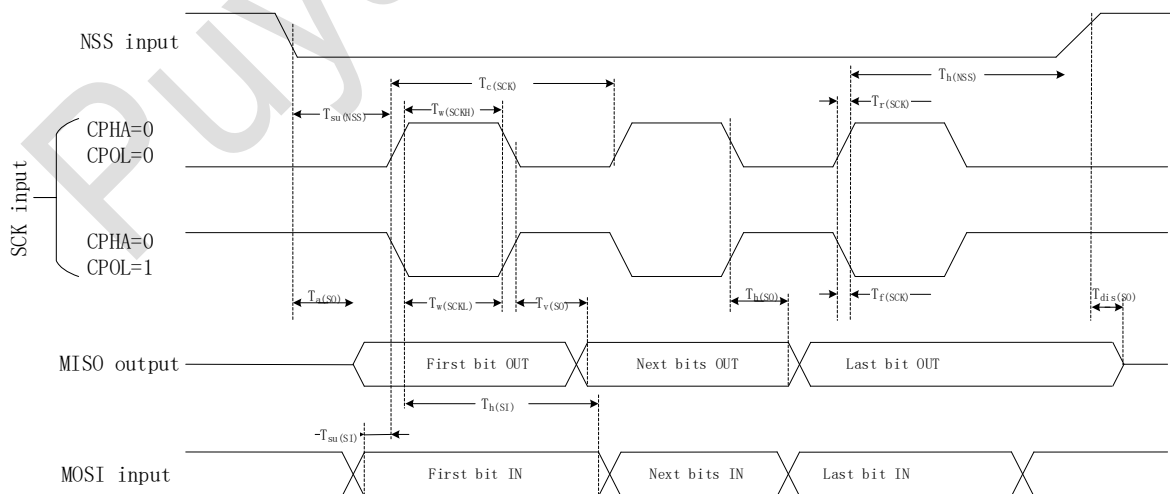 Puy
NSS input
Tc(SCK)
Th(NSS)
Tsu(NSS)
Tw(SCKH)
Tr(SCK)
SCK input
CPHA=0
CPOL=0
CPHA=0
CPOL=1
Ta(SO)
Tw(SCKL)
Tv(SO)
Th(SO)
Tf(SCK)
Tdis(SO)
MISO output
First bit OUT
Next bits OUT
Last bit OUT
Th(SI)
Tsu(SI)
MOSI input
First bit IN
Next bits IN
Last bit IN